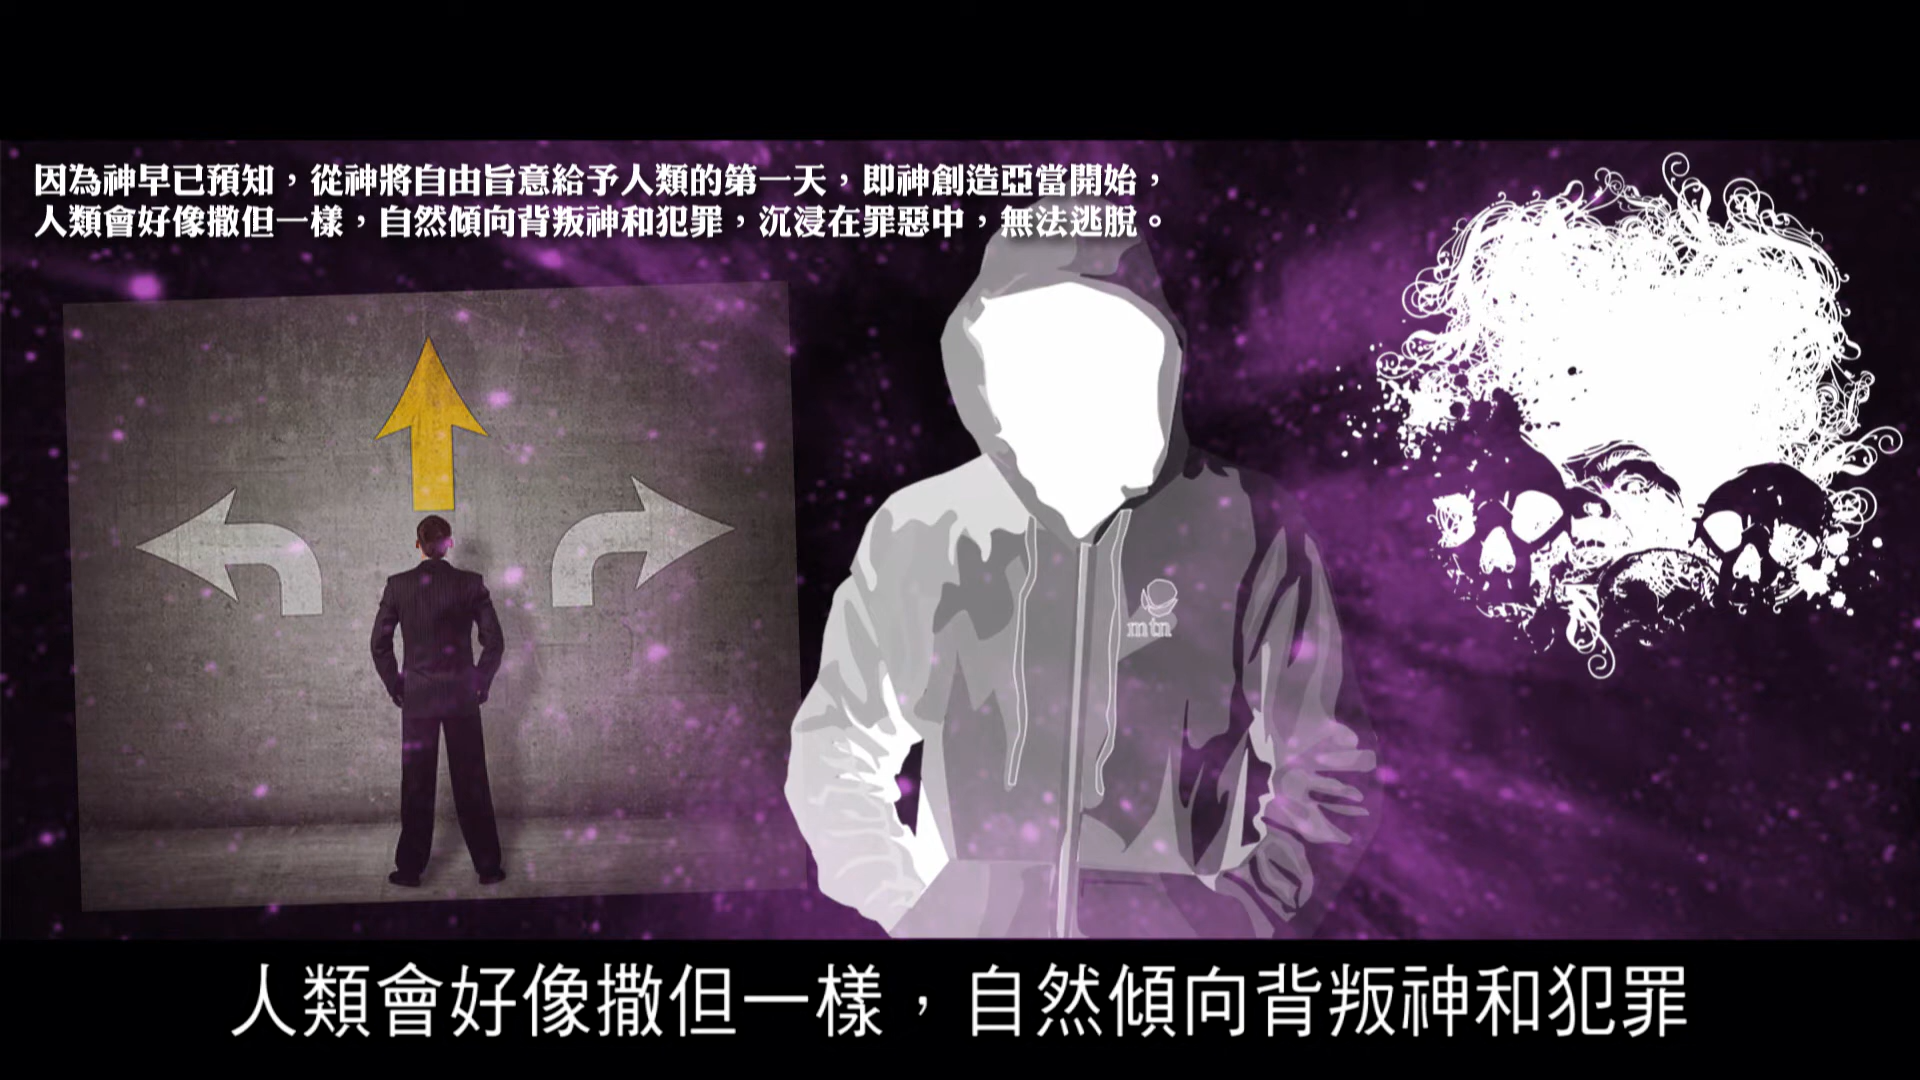 因為神早已預知，從神將自由旨意給予人類的第一天，即神創造亞當開始，
人類會好像撒但一樣，自然傾向背叛神和犯罪，沉浸在罪惡中，無法逃脫。
mtn
人類會好像撒但一樣，自然傾向背叛神和犯罪